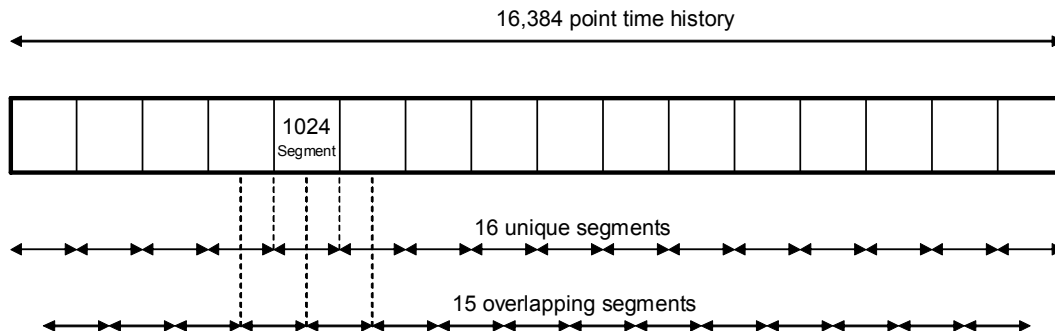 16,384 point time history
1024
Segment
16 unique segments
15 overlapping segments